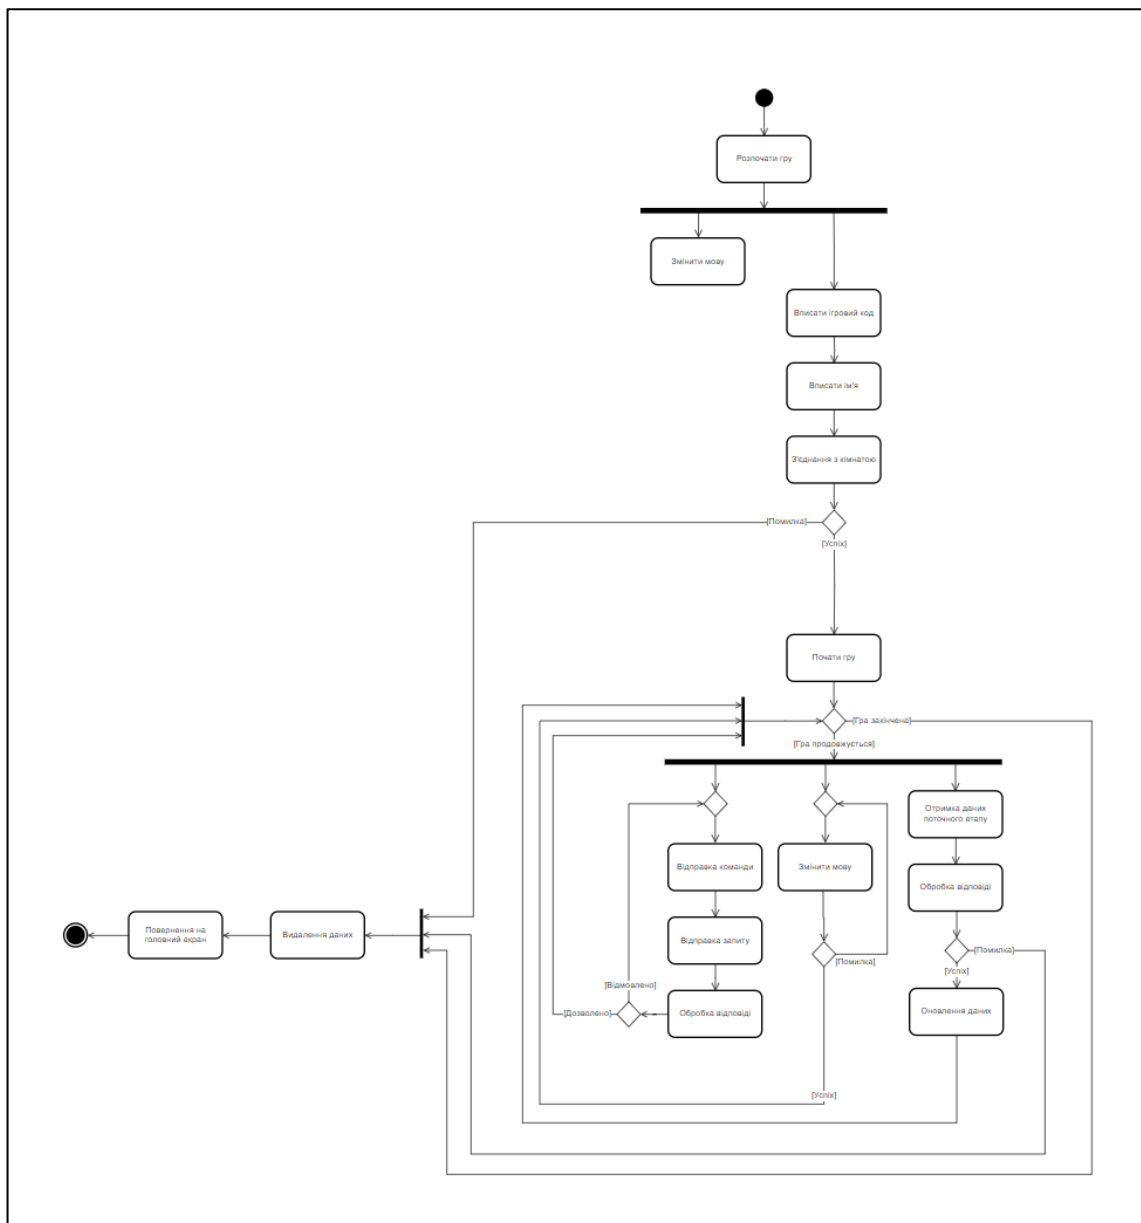 Розпочати гру
Змінити мову
Вписати ігровий код
Вписати ім'я
З'єднання з кімнатою
[Помилка]
[Успіх]
Почати гру
[Гра закінчена]
[Гра продовжується]
Отримка даних
поточного етапу
Відправка команди
Змінити мову
Обробка відповіді
Повернення на
головний екран
Видалення даних
Відправка запиту
[Помилка]
[Помилка]
[Успіх]
[Відмовлено]
[Дозволено]
Обробка відповіді
Оновлення даних
[Успіх]